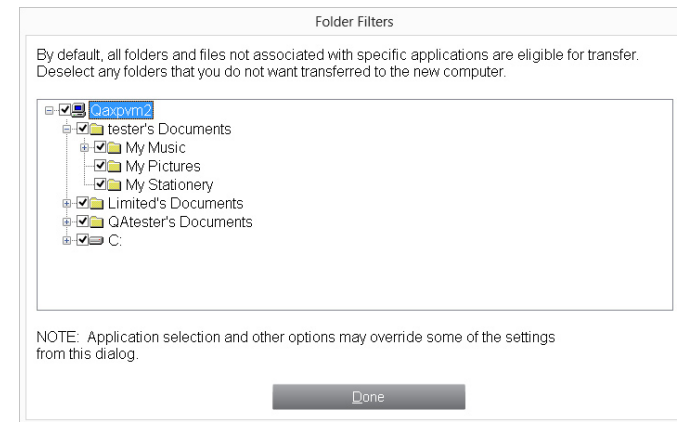 Folder Filters
By default, all folders and files not associated with specific applications are eligible for transfer.
Deselect any folders that you do not want transferred to the new computer.
Qaxpvm2
tester's Documents
My Music
My Pictures
My Stationery
Limited's Documents
QAtester's Documents
C:
NOTE: Application selection and other options may override some of the settings
from this dialog.
Done